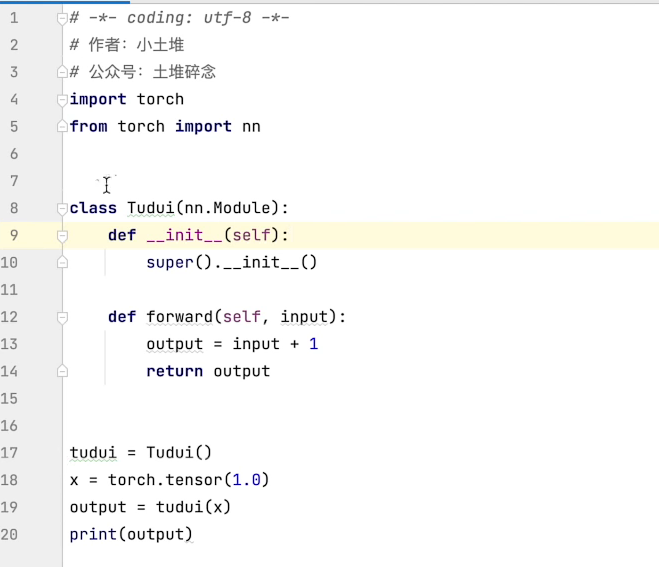 1 # -*- coding: utf-8 -*-
2 # 作者：小土堆
3 # 公众号：土堆碎念
4 import torch
5 from torch import nn
6
7
8 class Tudui(nn.Module):
9     def __init__(self):
10         super().__init__()
11
12     def forward(self, input):
13         output = input + 1
14         return output
15
16
17 tudui = Tudui()
18 x = torch.tensor(1.0)
19 output = tudui(x)
20 print(output)